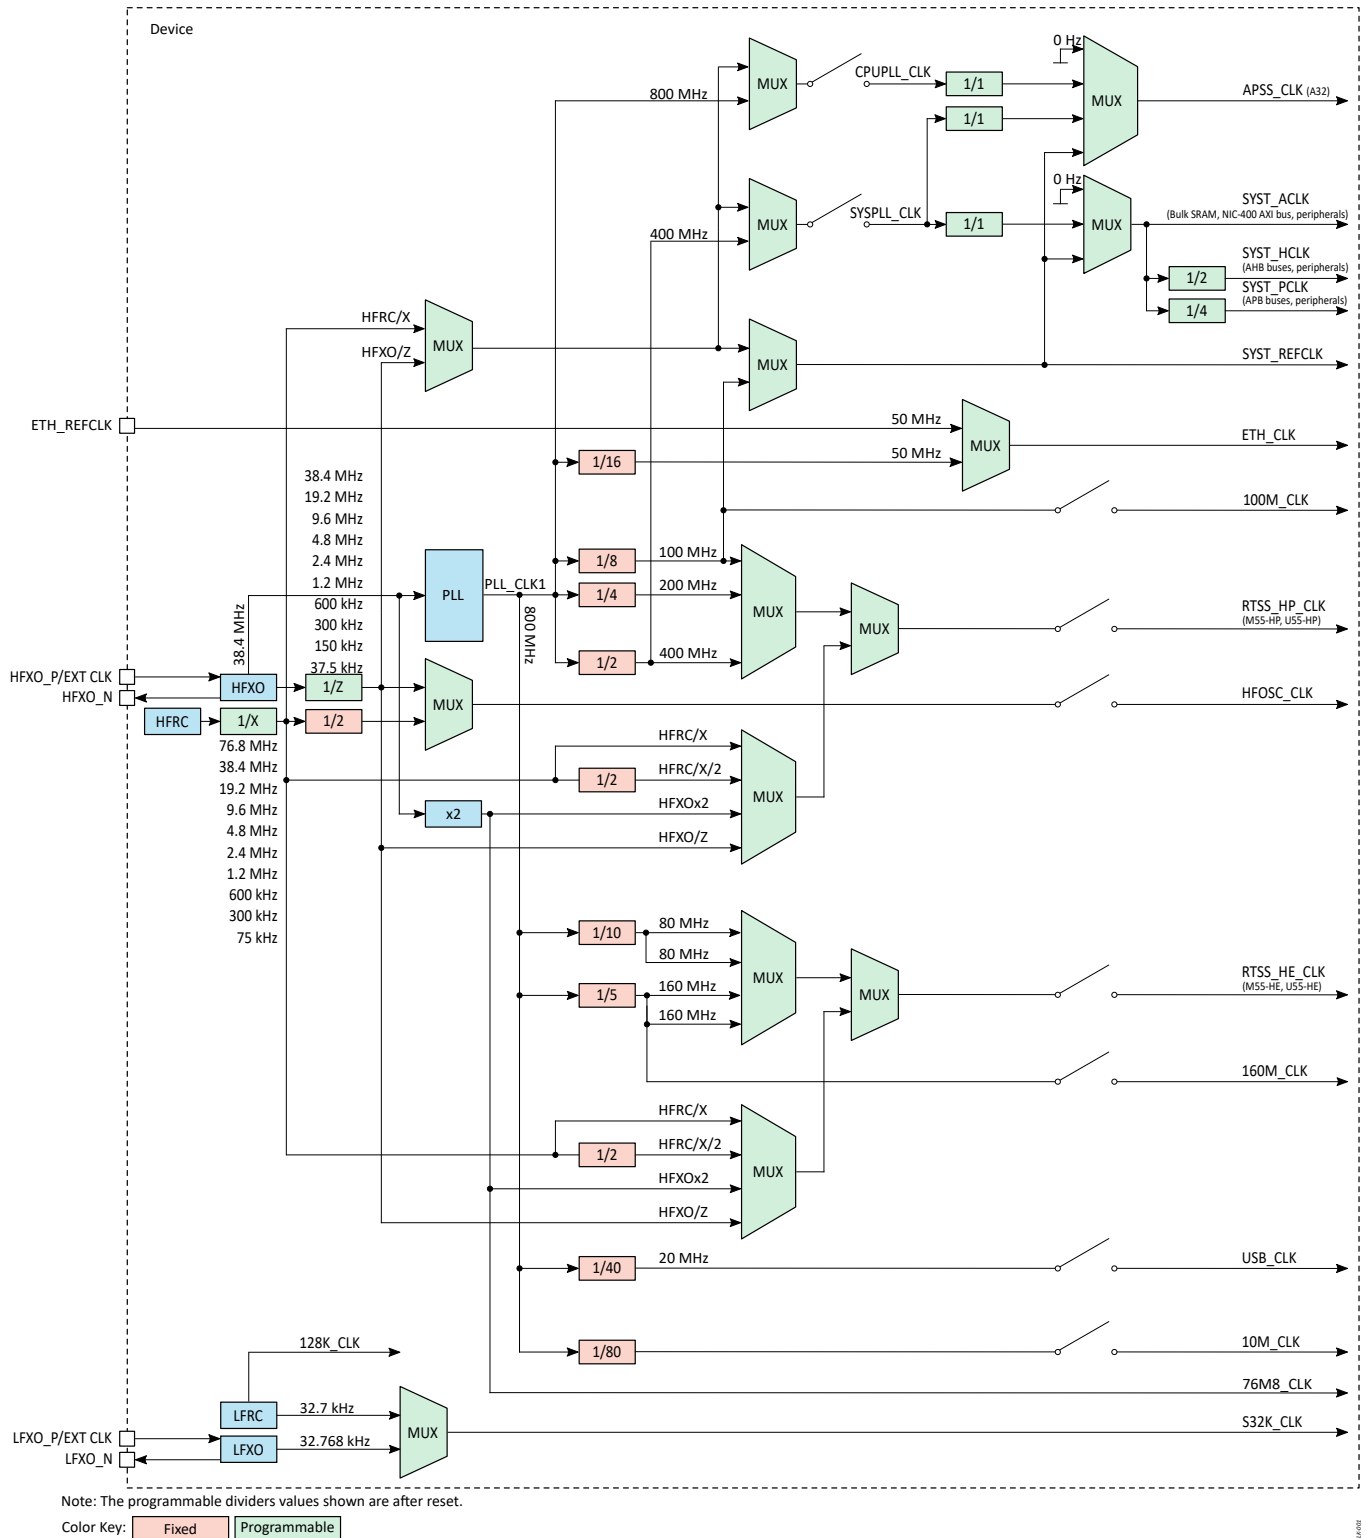 Device
0 Hz
CPUPLL_CLK
1/1
MUX
800 MHz
MUX
APSS_CLK (A32)
1/1
0 Hz
SYST_ACLK
(Bulk SRAM, NIC-400 AXI bus, peripherals)
MUX
SYSPLL_CLK
1/1
MUX
400 MHz
SYST_HCLK
(AHB buses, peripherals)
1/2
SYST_PCLK
(APB buses, peripherals)
1/4
HFRC/X
MUX
HFXO/Z
MUX
SYST_REFCLK
ETH_REFCLK
50 MHz
MUX
ETH_CLK
1/16
50 MHz
38.4 MHz
19.2 MHz
9.6 MHz
4.8 MHz
2.4 MHz
1.2 MHz
600 kHz
300 kHz
150 kHz
37.5 kHz
100M_CLK
1/8
100 MHz
PLL
PLL_CLK1
800 MHz
1/4
200 MHz
MUX
MUX
RTSS_HP_CLK
(M55-HP, U55-HP)
1/2
400 MHz
38.4 MHz
HFXO_P/EXT CLK
HFXO
1/Z
HFXO_N
MUX
HFOSC_CLK
HFRC
1/X
1/2
76.8 MHz
38.4 MHz
19.2 MHz
9.6 MHz
4.8 MHz
2.4 MHz
1.2 MHz
600 kHz
300 kHz
75 kHz
HFRC/X
1/2
HFRC/X/2
MUX
x2
HFXOx2
HFXO/Z
1/10
80 MHz
80 MHz
MUX
1/5
160 MHz
160 MHz
MUX
RTSS_HE_CLK
(M55-HE, U55-HE)
160M_CLK
HFRC/X
1/2
HFRC/X/2
MUX
HFXOx2
HFXO/Z
1/40
20 MHz
USB_CLK
128K_CLK
1/80
10M_CLK
76M8_CLK
LFRC
32.7 kHz
MUX
S32K_CLK
LFXO_P/EXT CLK
LFXO
32.768 kHz
LFXO_N
Note: The programmable dividers values shown are after reset.
Color Key:
Fixed
Programmable